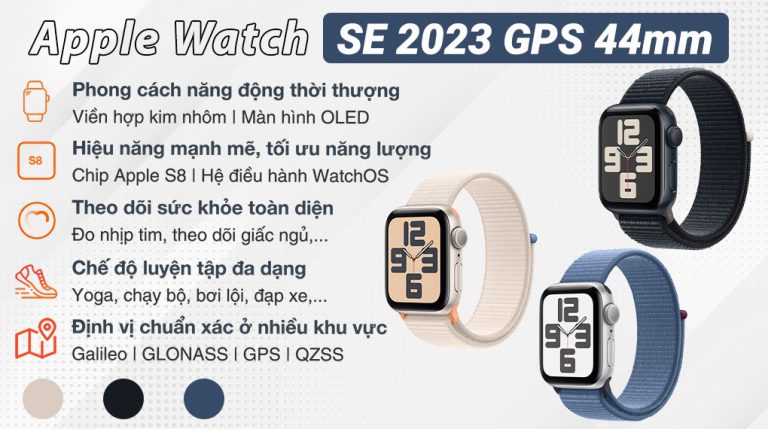 Apple Watch SE 2023 GPS 44mm
Phong cách năng động thời thượng
Viền hợp kim nhôm | Màn hình OLED
S8
Hiệu năng mạnh mẽ, tối ưu năng lượng
Chip Apple S8 | Hệ điều hành WatchOS
Theo dõi sức khỏe toàn diện
Đo nhịp tim, theo dõi giấc ngủ,...
Chế độ luyện tập đa dạng
Yoga, chạy bộ, bơi lội, đạp xe,...
Định vị chuẩn xác ở nhiều khu vực
Galileo | GLONASS | GPS | QZSS
12
9 3
6
12
9 3
6
12
9 3
6